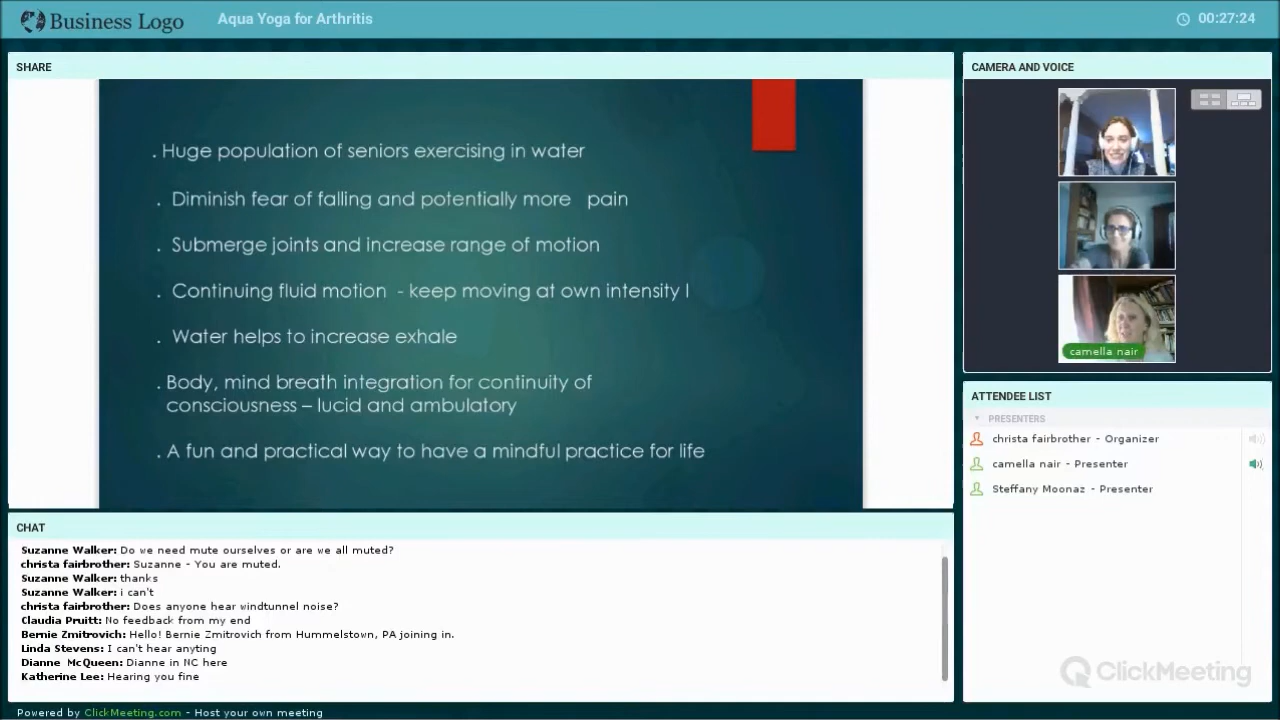 Business Logo
Aqua Yoga for Arthritis
00:27:24
SHARE
. Huge population of seniors exercising in water
. Diminish fear of falling and potentially more pain
. Submerge joints and increase range of motion
. Continuing fluid motion - keep moving at own intensity l
. Water helps to increase exhale
. Body, mind breath integration for continuity of
consciousness – lucid and ambulatory
. A fun and practical way to have a mindful practice for life
CAMERA AND VOICE
camella nair
ATTENDEE LIST
PRESENTERS
christa fairbrother - Organizer
camella nair - Presenter
Steffany Moonaz - Presenter
CHAT
Suzanne Walker: Do we need mute ourselves or are we all muted?
christa fairbrother: Suzanne - You are muted.
Suzanne Walker: thanks
Suzanne Walker: i can't
christa fairbrother: Does anyone hear windtunnel noise?
Claudia Pruitt: No feedback from my end
Bernie Zmitrovich: Hello! Bernie Zmitrovich from Hummelstown, PA joining in.
Linda Stevens: I can't hear anyting
Dianne McQueen: Dianne in NC here
Katherine Lee: Hearing you fine
ClickMeeting
Powered by ClickMeeting.com - Host your own meeting